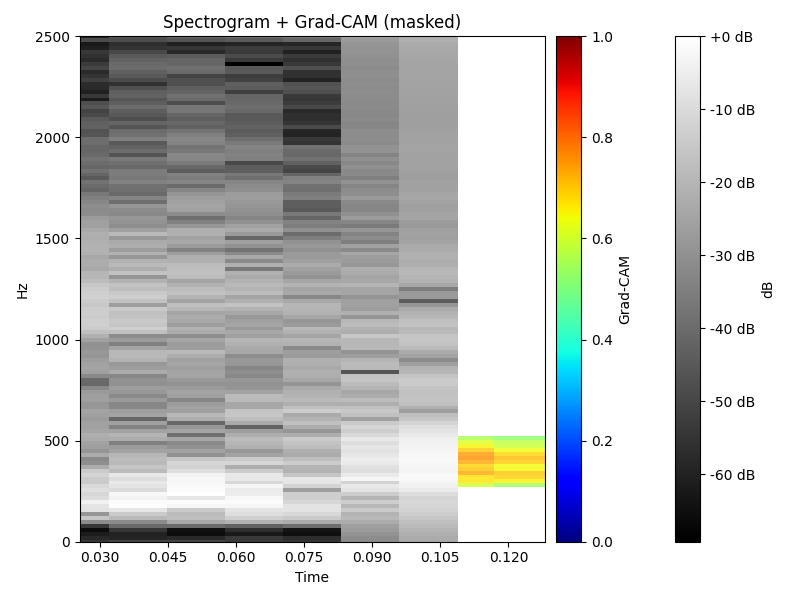 Spectrogram + Grad-CAM (masked)
2500
2000
1500
1000
500
0
Hz
0.030
0.045
0.060
0.075
0.090
0.105
0.120
Time
1.0
0.8
0.6
0.4
0.2
0.0
Grad-CAM
+0 dB
-10 dB
-20 dB
-30 dB
-40 dB
-50 dB
-60 dB
dB